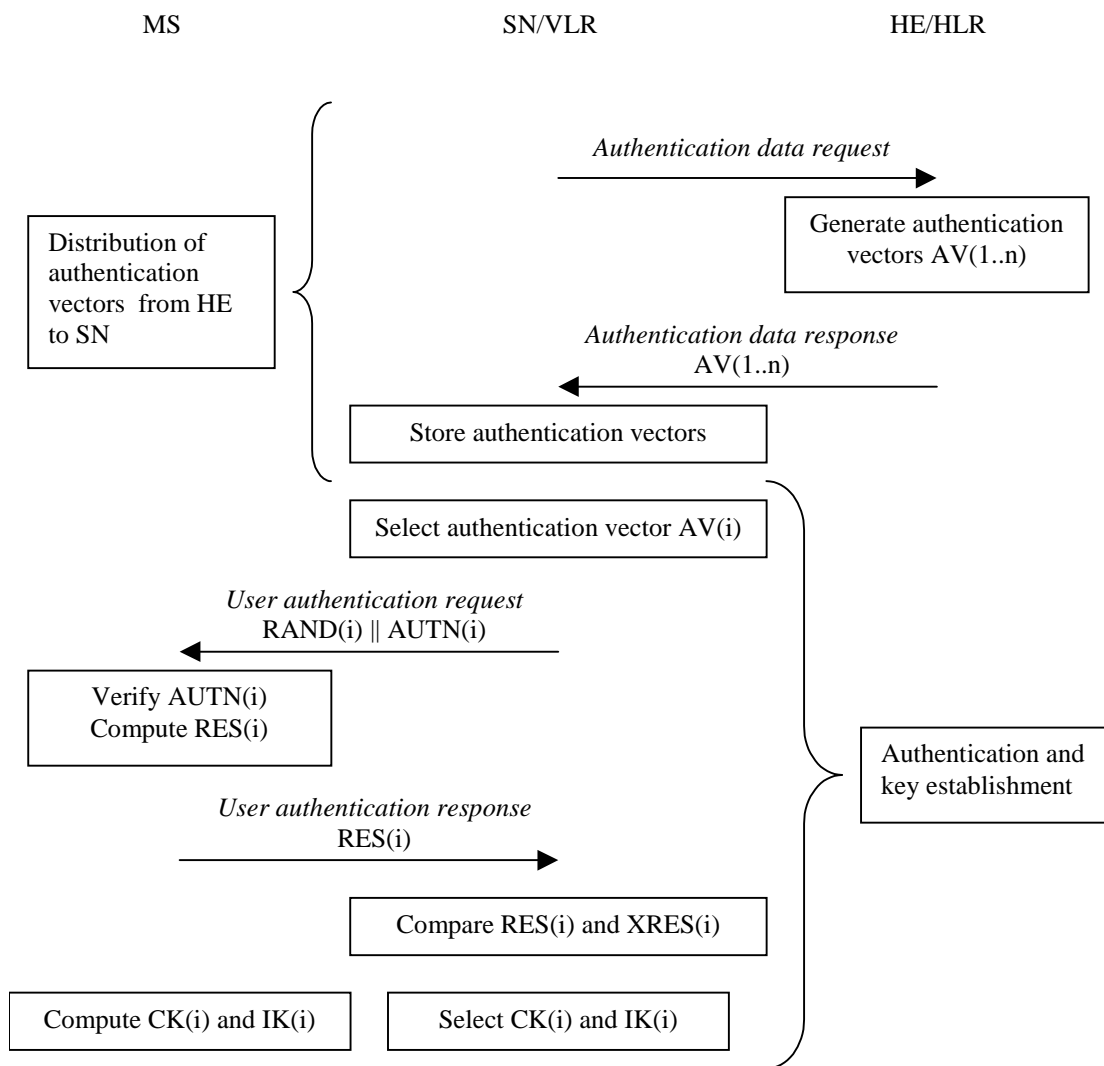 MS SN/VLR HE/HLR
Authentication data request
Generate authentication
vectors AV(1..n)
Distribution of
authentication
vectors from HE
to SN
Authentication data response
AV(1..n)
Store authentication vectors
Select authentication vector AV(i)
User authentication request
RAND(i) || AUTN(i)
Verify AUTN(i)
Compute RES(i)
Authentication and
key establishment
User authentication response
RES(i)
Compare RES(i) and XRES(i)
Compute CK(i) and IK(i)
Select CK(i) and IK(i)